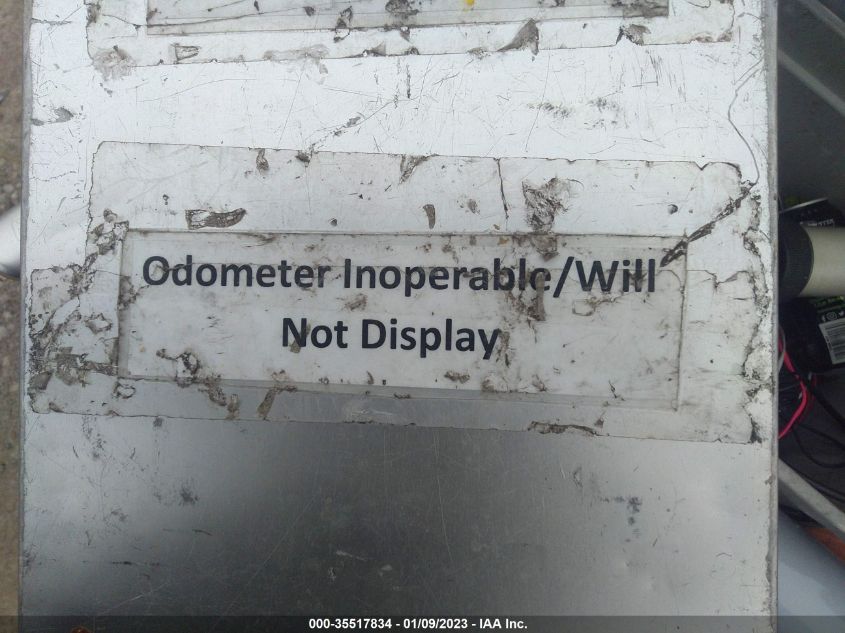 Odometer Inoperable/Will
Not Display
000-35517834 - 01/09/2023 - IAA Inc.